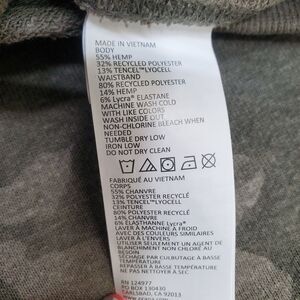 MADE IN VIETNAM
BODY
55% HEMP
32% RECYCLED POLYESTER
13% TENCEL™LYOCELL
WAISTBAND
80% RECYCLED POLYESTER
14% HEMP
6% Lycra® ELASTANE
MACHINE WASH COLD
WITH LIKE COLORS
WASH INSIDE OUT
NON-CHLORINE BLEACH WHEN
NEEDED
TUMBLE DRY LOW
IRON LOW
DO NOT DRY CLEAN
FABRIQUÉ AU VIETNAM
CORPS
55% CHANVRE
32% POLYESTER RECYCLÉ
13% TENCEL™LYOCELL
CEINTURE
80% POLYESTER RECYCLÉ
14% CHANVRE
6% ÉLASTHANNE Lycra®
LAVER À MACHINE À FROID
AVEC DES COULEURS SIMILAIRES
LAVER À L'ENVERS
UTILISER SEULEMENT UN AGENT DE
BLANCHIMENT NON CHLORÉ AU
BESOIN
SÉCHAGE PAR CULBUTAGE À BASSE
TEMPÉRATURE
REPASSER À BASSE TEMPÉRATURE
NE PAS NETTOYER À SEC
RN 124977
PO BOX 130430
CARLSBAD, CA 92013